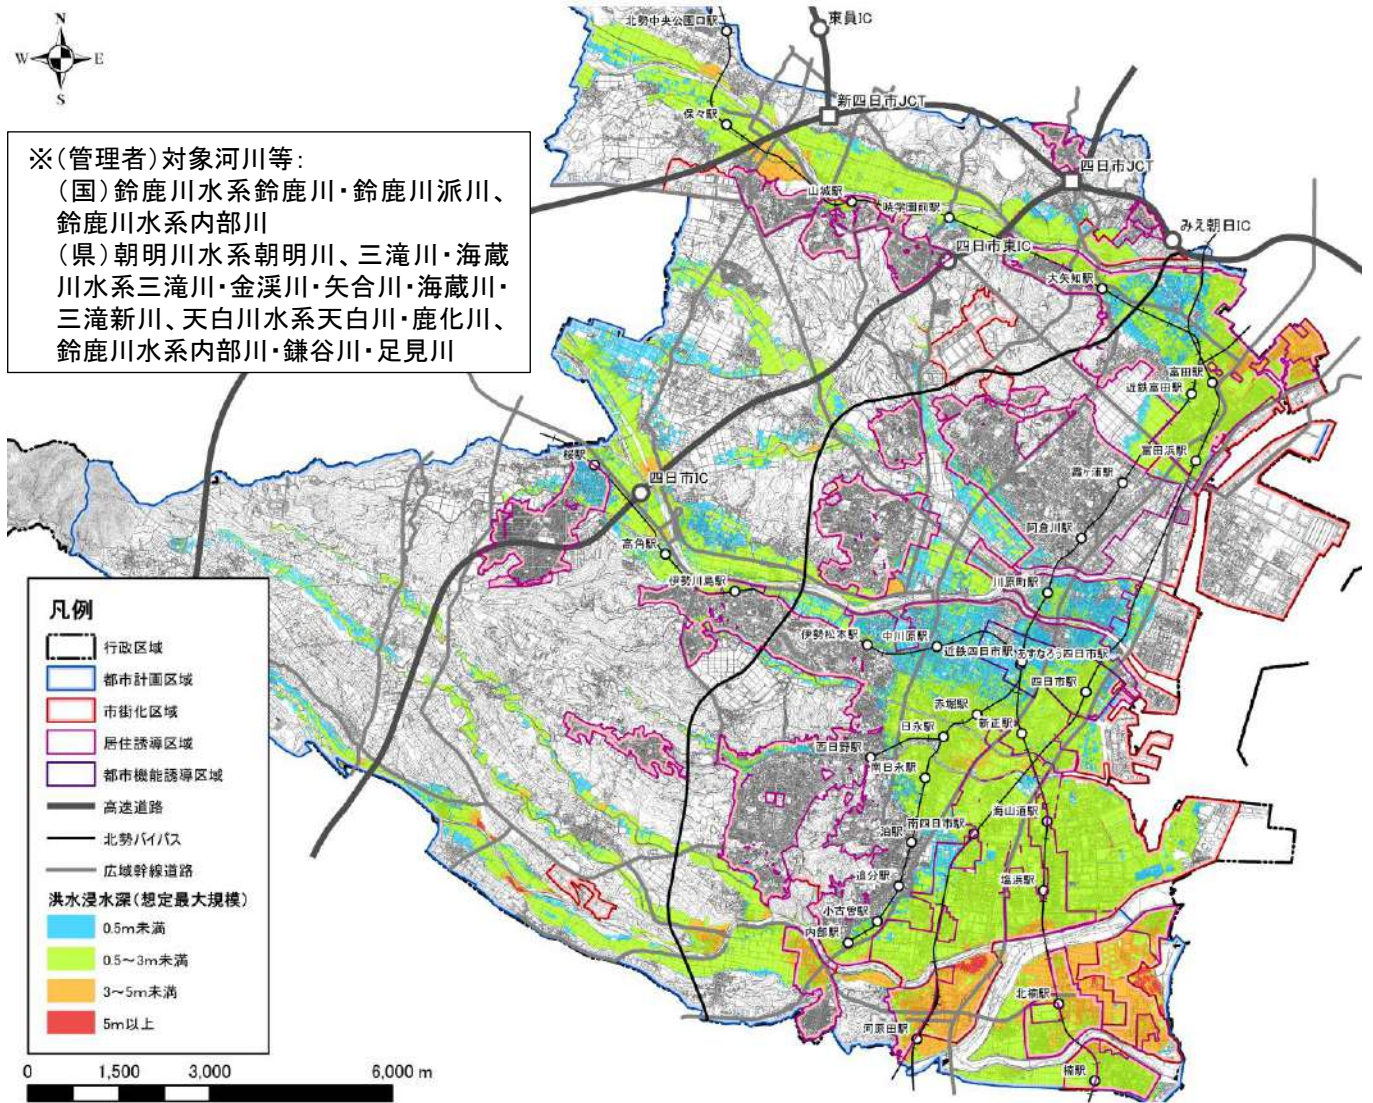 N
W
E
S
北勢中央公園口駅
東員IC
新四日市JCT
保々駅
四日市JCT
山城駅
暁学園前駅
みえ朝日IC
四日市東IC
大矢知駅
※(管理者)対象河川等:
(国)鈴鹿川水系鈴鹿川・鈴鹿川派川、
鈴鹿川水系内部川
(県)朝明川水系朝明川、三滝川・海蔵
川水系三滝川・金渓川・矢合川・海蔵川・
三滝新川、天白川水系天白川・鹿化川、
鈴鹿川水系内部川・鎌谷川・足見川
富田駅
近鉄富田駅
富田浜駅
霞ヶ浦駅
桜駅
四日市IC
阿倉川駅
高角駅
伊勢川島駅
川原町駅
伊勢松本駅
中川原駅
近鉄四日市駅
あすなろう四日市駅
四日市駅
赤堀駅
新正駅
日永駅
西日野駅
南日永駅
海山道駅
南四日市駅
泊駅
追分駅
塩浜駅
小古曽駅
内部駅
北楠駅
河原田駅
楠駅
凡例
行政区域
都市計画区域
市街化区域
居住誘導区域
都市機能誘導区域
高速道路
北勢バイパス
広域幹線道路
洪水浸水深(想定最大規模)
0.5m未満
0.5～3m未満
3～5m未満
5m以上
0 1,500 3,000 6,000 m